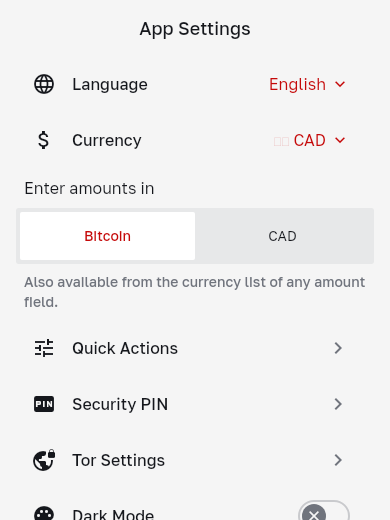 App Settings
Language English
Currency CAD
Enter amounts in
Bitcoin CAD
Also available from the currency list of any amount
field.
Quick Actions
PIN Security PIN
Tor Settings
Dark Mode